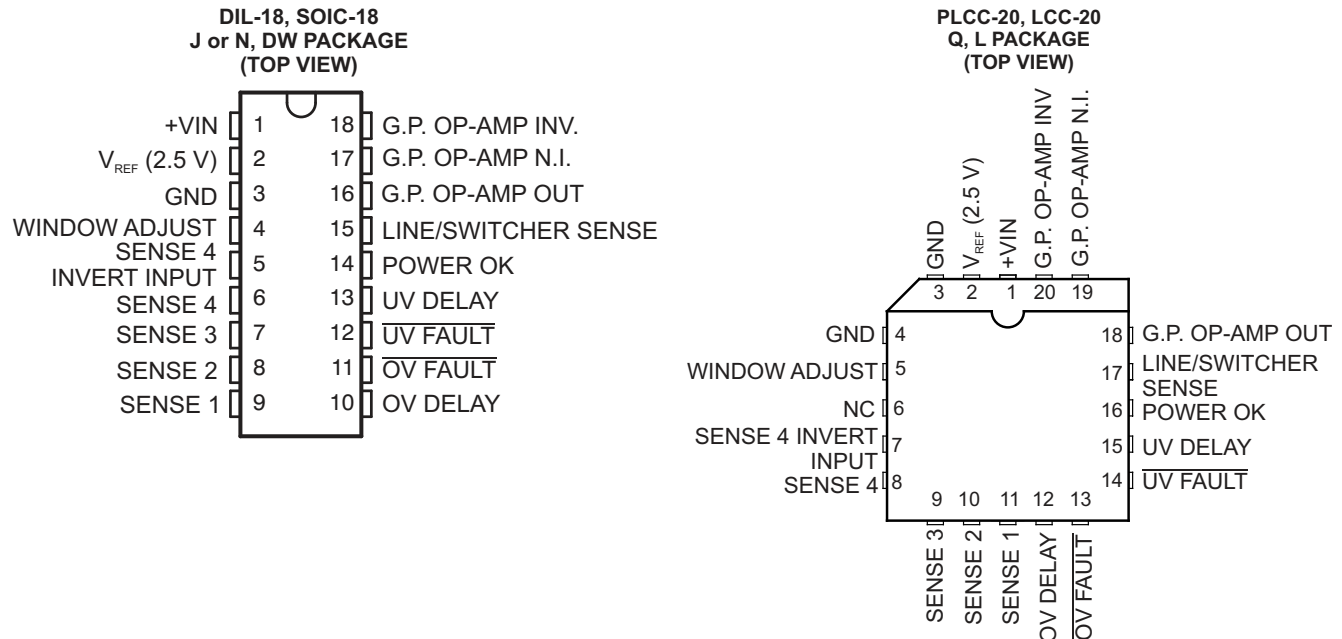 DIL-18, SOIC-18
J or N, DW PACKAGE
(TOP VIEW)
+VIN 1 18 G.P. OP-AMP INV.
VREF (2.5 V) 2 17 G.P. OP-AMP N.I.
GND 3 16 G.P. OP-AMP OUT
WINDOW ADJUST 4 15 LINE/SWITCHER SENSE
SENSE 4
INVERT INPUT 5 14 POWER OK
SENSE 4 6 13 UV DELAY
SENSE 3 7 12 UV FAULT
SENSE 2 8 11 OV FAULT
SENSE 1 9 10 OV DELAY
PLCC-20, LCC-20
Q, L PACKAGE
(TOP VIEW)
GND
VREF (2.5 V)
+VIN
G.P. OP-AMP INV
G.P. OP-AMP N.I.
3 2 1 20 19
GND 4 18 G.P. OP-AMP OUT
WINDOW ADJUST 5 17 LINE/SWITCHER
SENSE
NC 6 16 POWER OK
SENSE 4 INVERT
INPUT 7 15 UV DELAY
SENSE 4 8 14 UV FAULT
9 10 11 12 13
SENSE 3
SENSE 2
SENSE 1
OV DELAY
OV FAULT